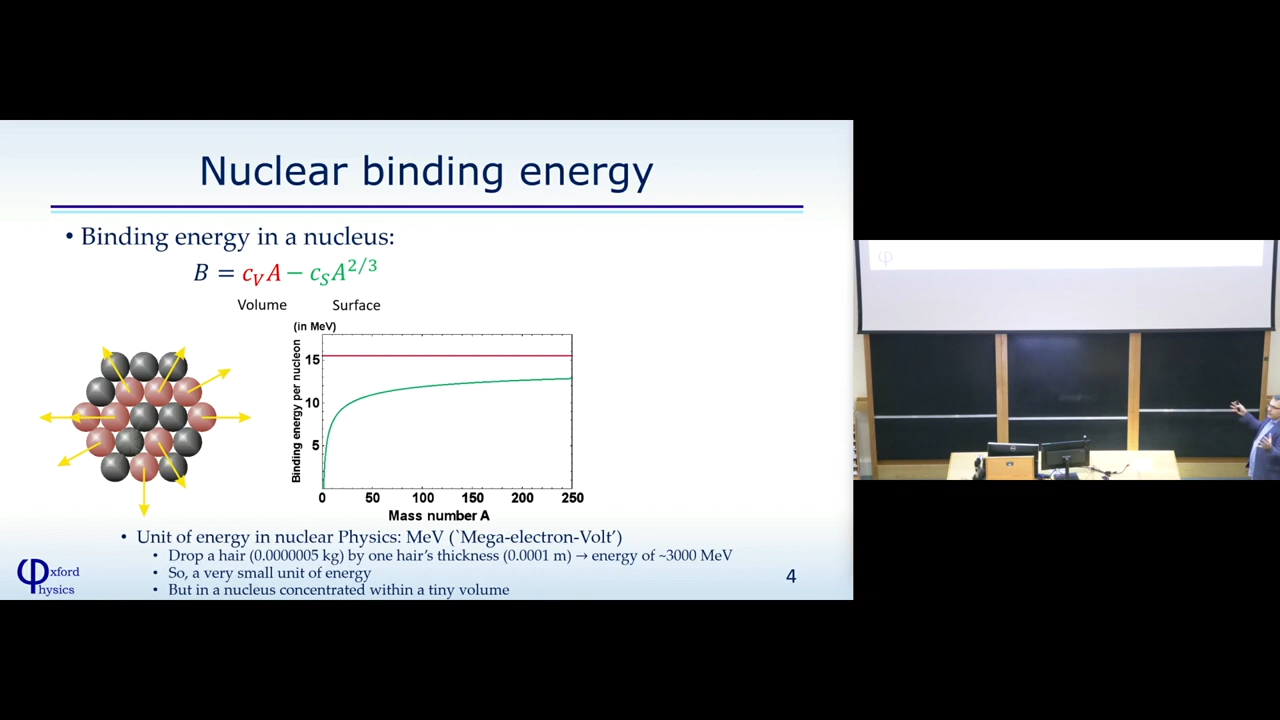 Nuclear binding energy
• Binding energy in a nucleus:
B = c_V A − c_S A^{2/3}
Volume Surface
(in MeV)
Binding energy per nucleon
15
10
5
0 50 100 150 200 250
Mass number A
• Unit of energy in nuclear Physics: MeV (`Mega-electron-Volt’)
• Drop a hair (0.0000005 kg) by one hair’s thickness (0.0001 m) → energy of ~3000 MeV
• So, a very small unit of energy
• But in a nucleus concentrated within a tiny volume
φxford
hysics
4
φ